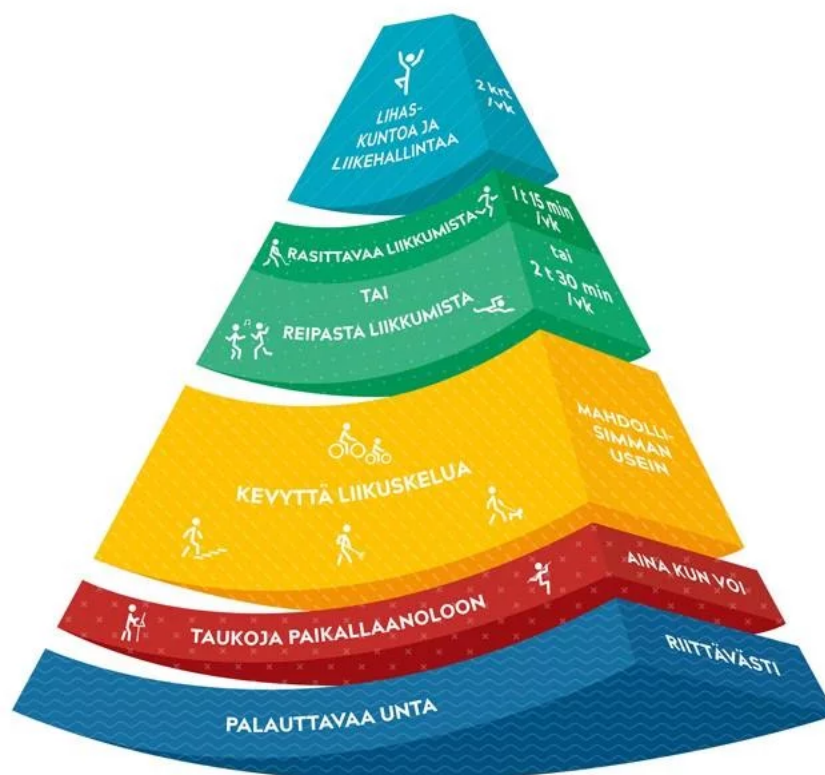 LIHAS-
KUNTOA JA
LIIKEHALLINTAA
2 krt
/vk
RASITTAVAA LIIKKUMISTA
1 t 15 min
/vk
TAI
tai
REIPASTA LIIKKUMISTA
2 t 30 min
/vk
KEVYTTÄ LIIKUSKELUA
MAHDOLLI-
SIMMAN
USEIN
TAUKOJA PAIKALLAANOLOON
AINA KUN VOI
PALAUTTAVAA UNTA
RIITTÄVÄSTI